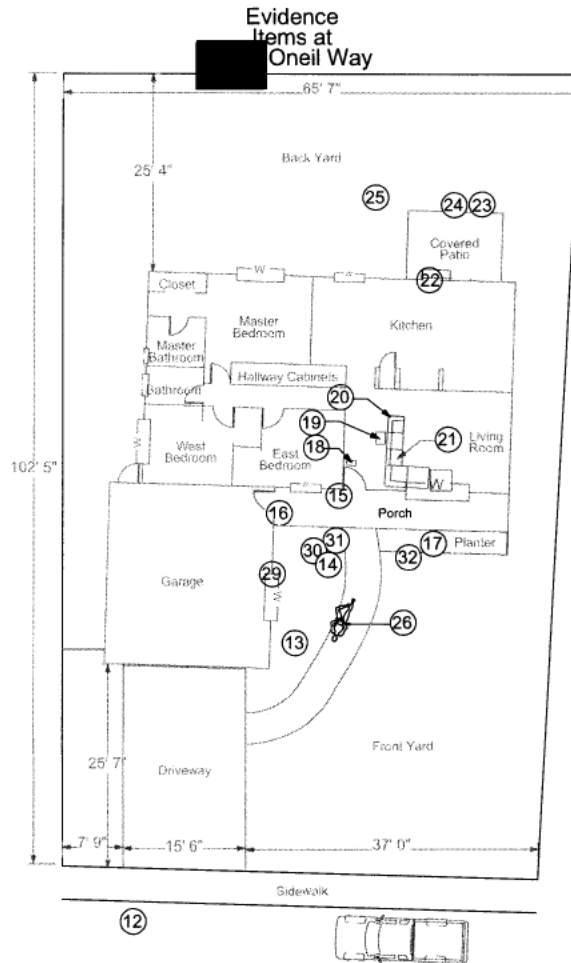 Evidence
Items at
Oneil Way
65' 7"
25' 4"
Back Yard
25
24
23
Covered
Patio
22
W
W
Closet
Master
Bedroom
Kitchen
Master
Bathroom
Hallway Cabinets
Bathroom
20
19
21
Living
Room
18
W
West
Bedroom
East
Bedroom
W
W
15
102' 5"
16
Porch
31
30
14
17
Planter
32
Garage
29
W
26
13
25' 7"
Driveway
Front Yard
7' 9"
15' 6"
37' 0"
Sidewalk
12